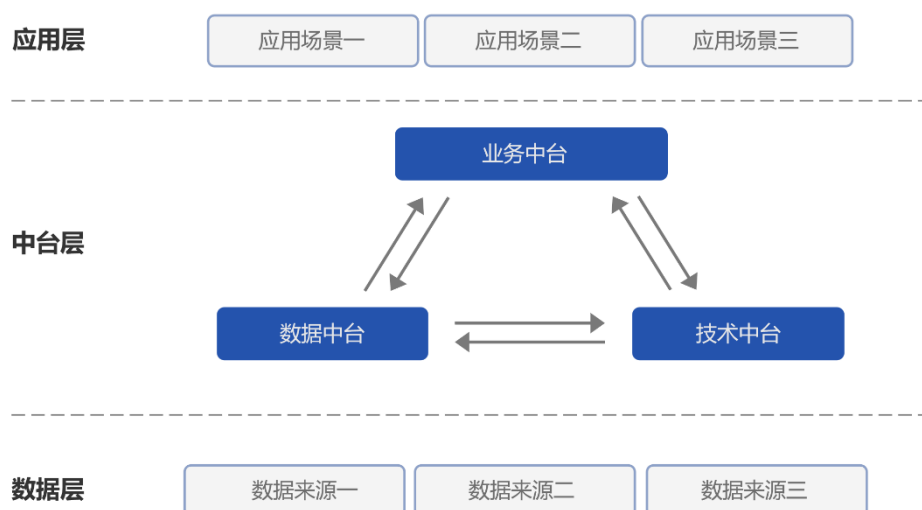 应用层
应用场景一 应用场景二 应用场景三
业务中台
中台层
数据中台 技术中台
数据层
数据来源一 数据来源二 数据来源三